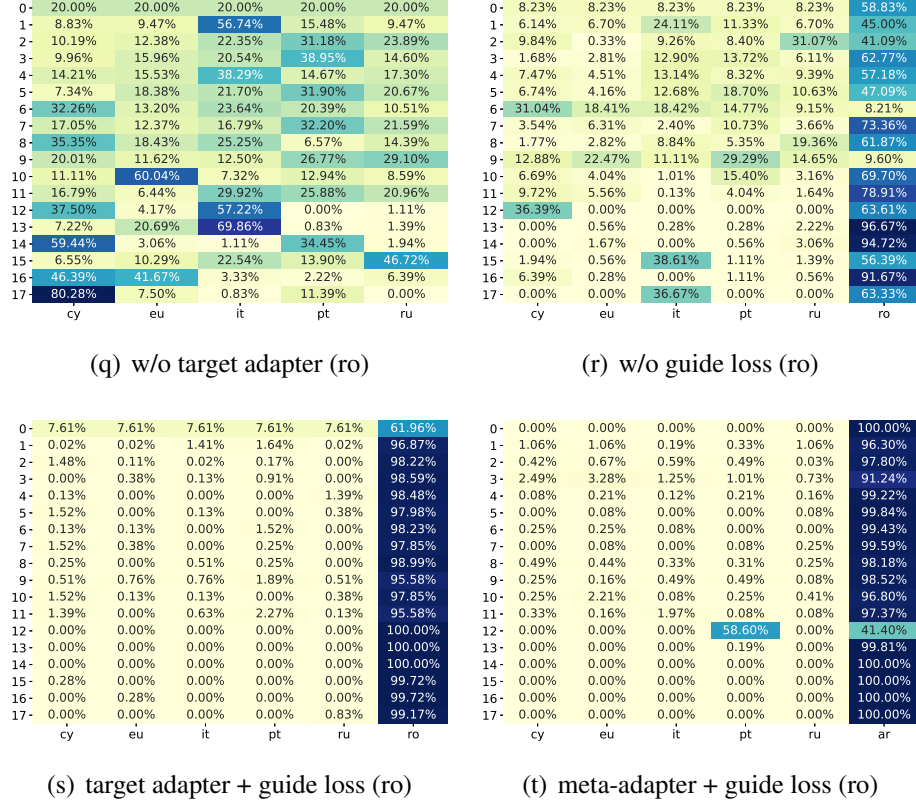 0 20.00% 20.00% 20.00% 20.00% 20.00%
1 8.83% 9.47% 56.74% 15.48% 9.47%
2 10.19% 12.38% 22.35% 31.18% 23.89%
3 9.96% 15.96% 20.54% 38.95% 14.60%
4 14.21% 15.53% 38.29% 14.67% 17.30%
5 7.34% 18.38% 21.70% 31.90% 20.67%
6 32.26% 13.20% 23.64% 20.39% 10.51%
7 17.05% 12.37% 16.79% 32.20% 21.59%
8 35.35% 18.43% 25.25% 6.57% 14.39%
9 20.01% 11.62% 12.50% 26.77% 29.10%
10 11.11% 60.04% 7.32% 12.94% 8.59%
11 16.79% 6.44% 29.92% 25.88% 20.96%
12 37.50% 4.17% 57.22% 0.00% 1.11%
13 7.22% 20.69% 69.86% 0.83% 1.39%
14 59.44% 3.06% 1.11% 34.45% 1.94%
15 6.55% 10.29% 22.54% 13.90% 46.72%
16 46.39% 41.67% 3.33% 2.22% 6.39%
17 80.28% 7.50% 0.83% 11.39% 0.00%
cy eu it pt ru
(q) w/o target adapter (ro)
0 8.23% 8.23% 8.23% 8.23% 8.23% 58.83%
1 6.14% 6.70% 24.11% 11.33% 6.70% 45.00%
2 9.84% 0.33% 9.26% 8.40% 31.07% 41.09%
3 1.68% 2.81% 12.90% 13.72% 6.11% 62.77%
4 7.47% 4.51% 13.14% 8.32% 9.39% 57.18%
5 6.74% 4.16% 12.68% 18.70% 10.63% 47.09%
6 31.04% 18.41% 18.42% 14.77% 9.15% 8.21%
7 3.54% 6.31% 2.40% 10.73% 3.66% 73.36%
8 1.77% 2.82% 8.84% 5.35% 19.36% 61.87%
9 12.88% 22.47% 11.11% 29.29% 14.65% 9.60%
10 6.69% 4.04% 1.01% 15.40% 3.16% 69.70%
11 9.72% 5.56% 0.13% 4.04% 1.64% 78.91%
12 36.39% 0.00% 0.00% 0.00% 0.00% 63.61%
13 0.00% 0.56% 0.28% 0.28% 2.22% 96.67%
14 0.00% 1.67% 0.00% 0.56% 3.06% 94.72%
15 1.94% 0.56% 38.61% 1.11% 1.39% 56.39%
16 6.39% 0.28% 0.00% 1.11% 0.56% 91.67%
17 0.00% 0.00% 36.67% 0.00% 0.00% 63.33%
cy eu it pt ru ro
(r) w/o guide loss (ro)
0 7.61% 7.61% 7.61% 7.61% 7.61% 61.96%
1 0.02% 0.02% 1.41% 1.64% 0.02% 96.87%
2 1.48% 0.11% 0.02% 0.17% 0.00% 98.22%
3 0.00% 0.38% 0.13% 0.91% 0.00% 98.59%
4 0.13% 0.00% 0.00% 0.00% 1.39% 98.48%
5 1.52% 0.00% 0.13% 0.00% 0.38% 97.98%
6 0.13% 0.13% 0.00% 1.52% 0.00% 98.23%
7 1.52% 0.38% 0.00% 0.25% 0.00% 97.85%
8 0.25% 0.00% 0.51% 0.25% 0.00% 98.99%
9 0.51% 0.76% 0.76% 1.89% 0.51% 95.58%
10 1.52% 0.13% 0.13% 0.00% 0.38% 97.85%
11 1.39% 0.00% 0.63% 2.27% 0.13% 95.58%
12 0.00% 0.00% 0.00% 0.00% 0.00% 100.00%
13 0.00% 0.00% 0.00% 0.00% 0.00% 100.00%
14 0.00% 0.00% 0.00% 0.00% 0.00% 100.00%
15 0.28% 0.00% 0.00% 0.00% 0.00% 99.72%
16 0.00% 0.28% 0.00% 0.00% 0.00% 99.72%
17 0.00% 0.00% 0.00% 0.00% 0.83% 99.17%
cy eu it pt ru ro
(s) target adapter + guide loss (ro)
0 0.00% 0.00% 0.00% 0.00% 0.00% 100.00%
1 1.06% 1.06% 0.19% 0.33% 1.06% 96.30%
2 0.42% 0.67% 0.59% 0.49% 0.03% 97.80%
3 2.49% 3.28% 1.25% 1.01% 0.73% 91.24%
4 0.08% 0.21% 0.12% 0.21% 0.16% 99.22%
5 0.00% 0.08% 0.00% 0.08% 0.00% 99.84%
6 0.25% 0.25% 0.08% 0.00% 0.00% 99.43%
7 0.00% 0.08% 0.00% 0.08% 0.25% 99.59%
8 0.49% 0.44% 0.33% 0.31% 0.25% 98.18%
9 0.25% 0.16% 0.49% 0.49% 0.08% 98.52%
10 0.25% 2.21% 0.08% 0.25% 0.41% 96.80%
11 0.33% 0.16% 1.97% 0.08% 0.08% 97.37%
12 0.00% 0.00% 0.00% 58.60% 0.00% 41.40%
13 0.00% 0.00% 0.00% 0.19% 0.00% 99.81%
14 0.00% 0.00% 0.00% 0.00% 0.00% 100.00%
15 0.00% 0.00% 0.00% 0.00% 0.00% 100.00%
16 0.00% 0.00% 0.00% 0.00% 0.00% 100.00%
17 0.00% 0.00% 0.00% 0.00% 0.00% 100.00%
cy eu it pt ru ar
(t) meta-adapter + guide loss (ro)